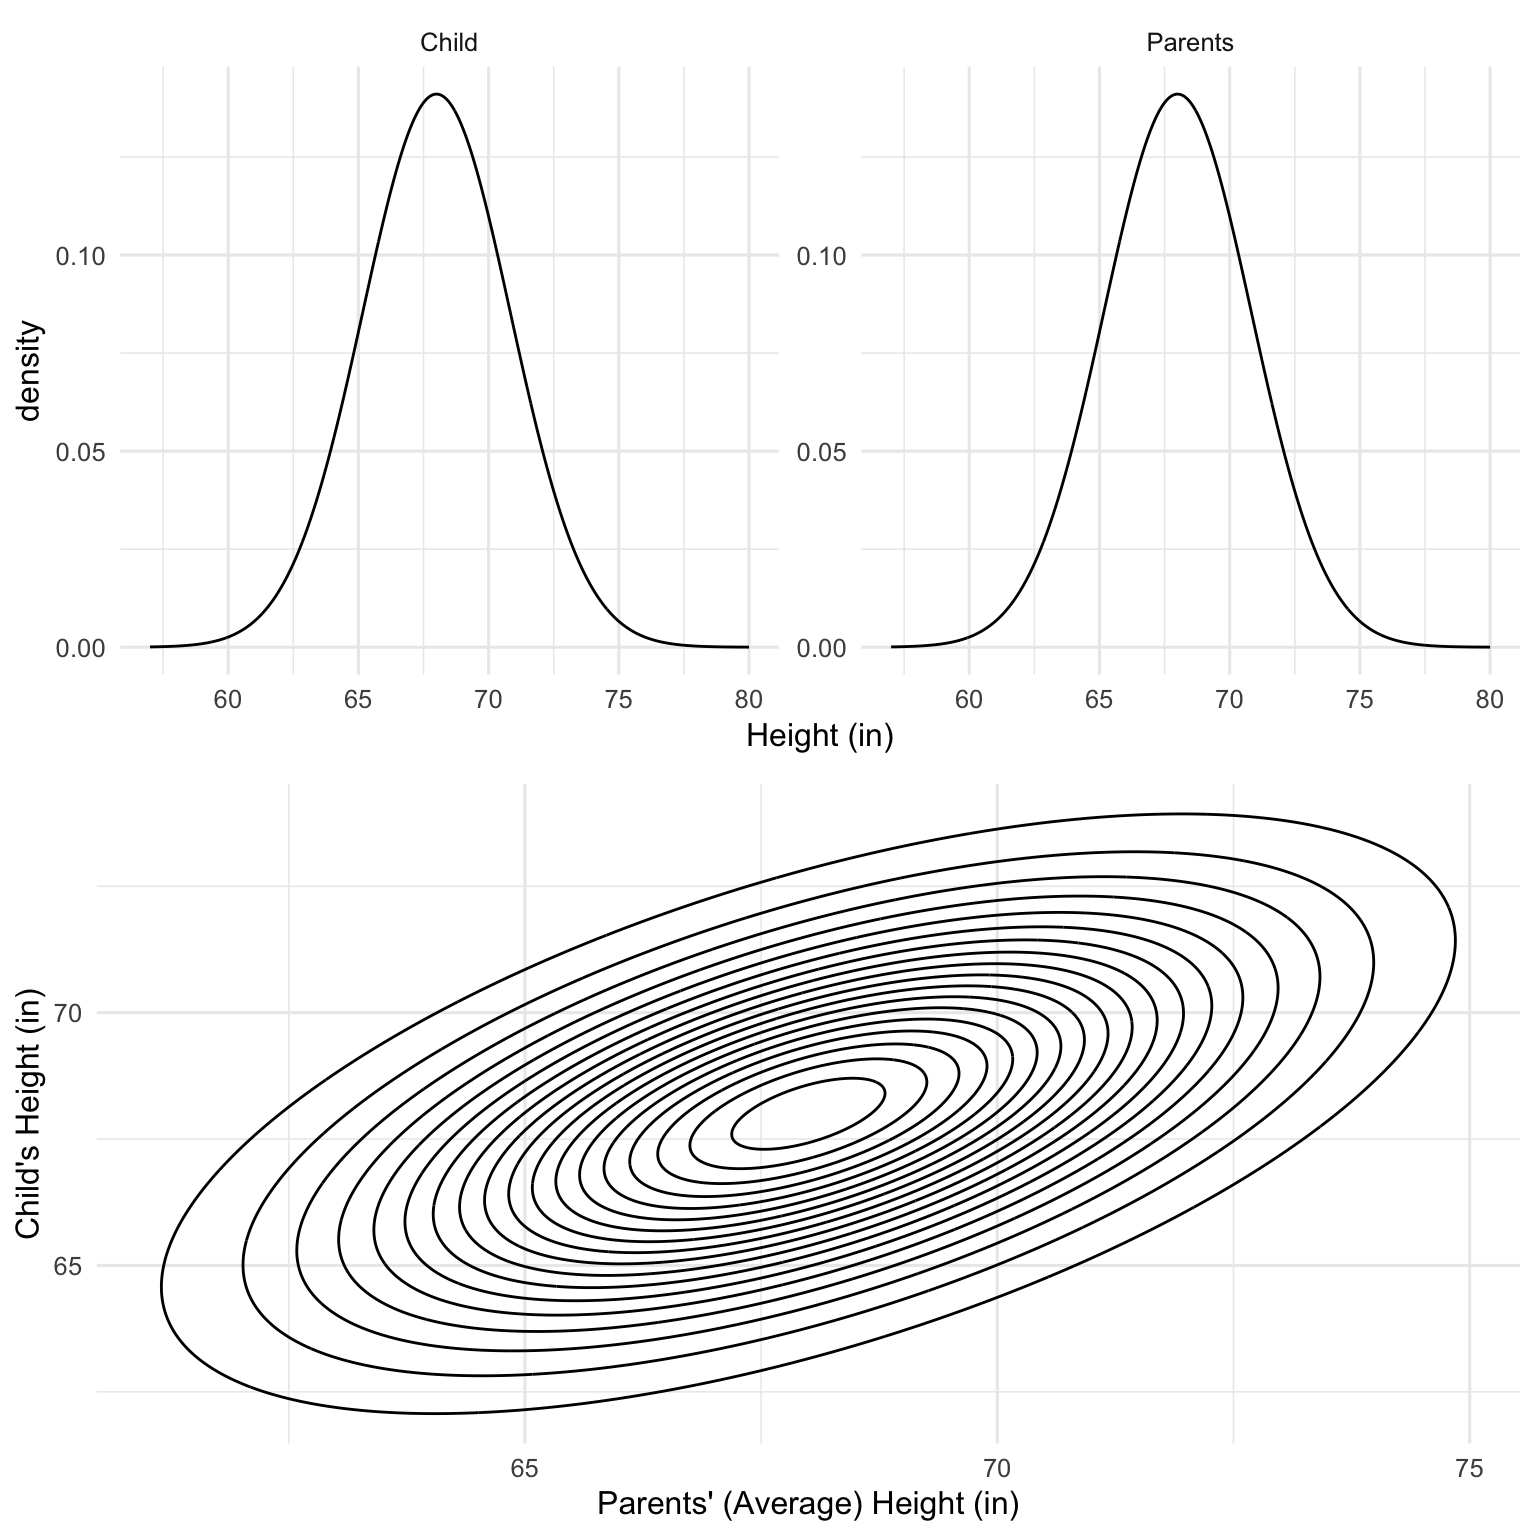 Child
Parents
density
0.10
0.05
0.00
0.10
0.05
0.00
60 65 70 75 80
60 65 70 75 80
Height (in)
Child's Height (in)
70
65
65 70 75
Parents' (Average) Height (in)